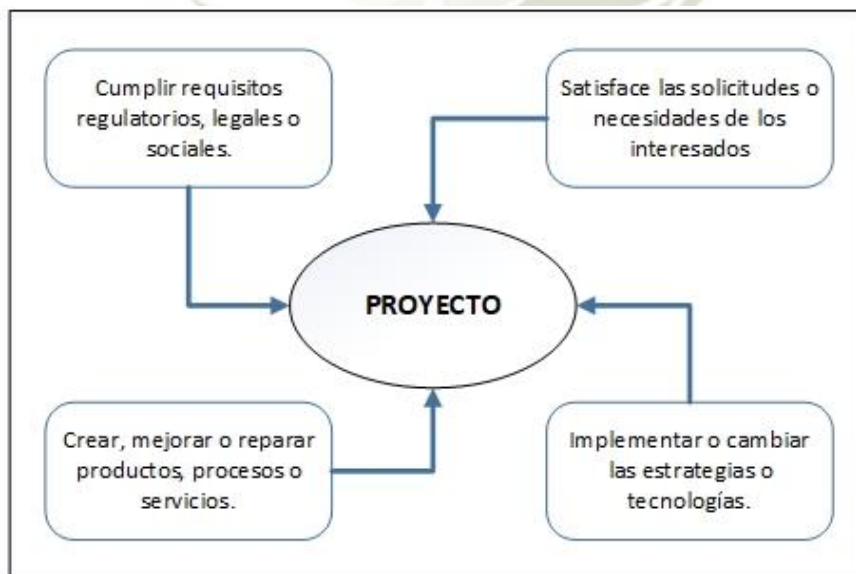 Cumplir requisitos
regulatorios, legales o
sociales.
Satisface las solicitudes o
necesidades de los
interesados
PROYECTO
Crear, mejorar o reparar
productos, procesos o
servicios.
Implementar o cambiar
las estrategias o
tecnologías.